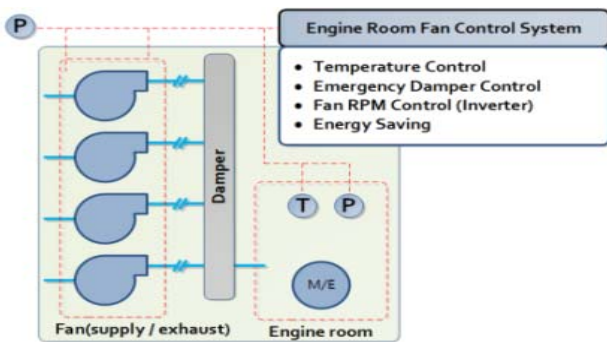 P
Engine Room Fan Control System
• Temperature Control
• Emergency Damper Control
• Fan RPM Control (Inverter)
• Energy Saving
Damper
T
P
M/E
Fan(supply / exhaust)
Engine room